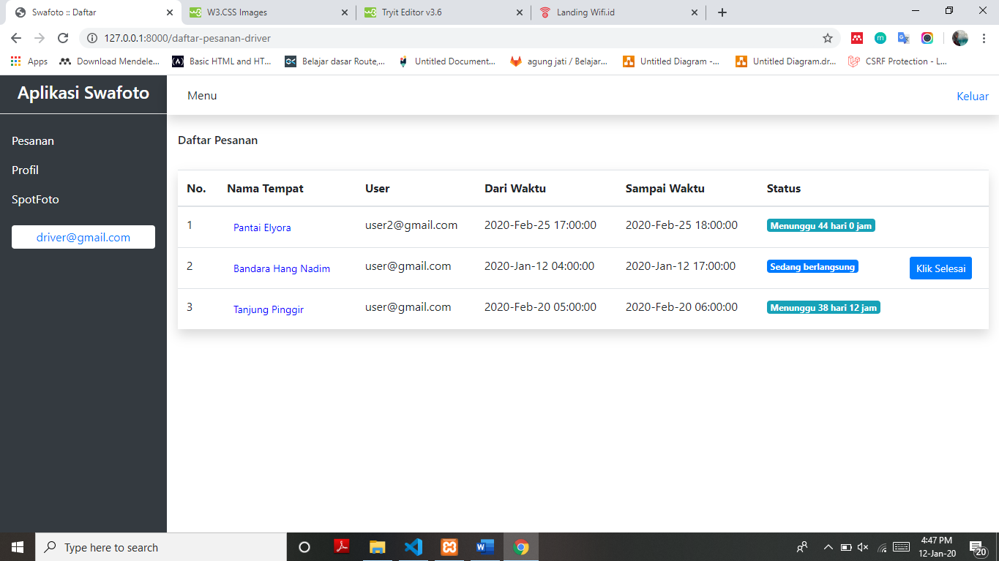 Swafoto :: Daftar
W3.CSS Images
Tryit Editor v3.6
Landing Wifi.id
127.0.0.1:8000/daftar-pesanan-driver
Apps
Download Mendele...
Basic HTML and HT...
Belajar dasar Route,...
Untitled Document...
agung jati / Belajar...
Untitled Diagram -...
Untitled Diagram.dr...
CSRF Protection - L...
Aplikasi Swafoto
Menu
Keluar
Pesanan
Profil
SpotFoto
driver@gmail.com
Daftar Pesanan
No. Nama Tempat User Dari Waktu Sampai Waktu Status
1 Pantai Elyora user2@gmail.com 2020-Feb-25 17:00:00 2020-Feb-25 18:00:00 Menunggu 44 hari 0 jam
2 Bandara Hang Nadim user@gmail.com 2020-Jan-12 04:00:00 2020-Jan-12 17:00:00 Sedang berlangsung Klik Selesai
3 Tanjung Pinggir user@gmail.com 2020-Feb-20 05:00:00 2020-Feb-20 06:00:00 Menunggu 38 hari 12 jam
Type here to search
4:47 PM
12-Jan-20
20